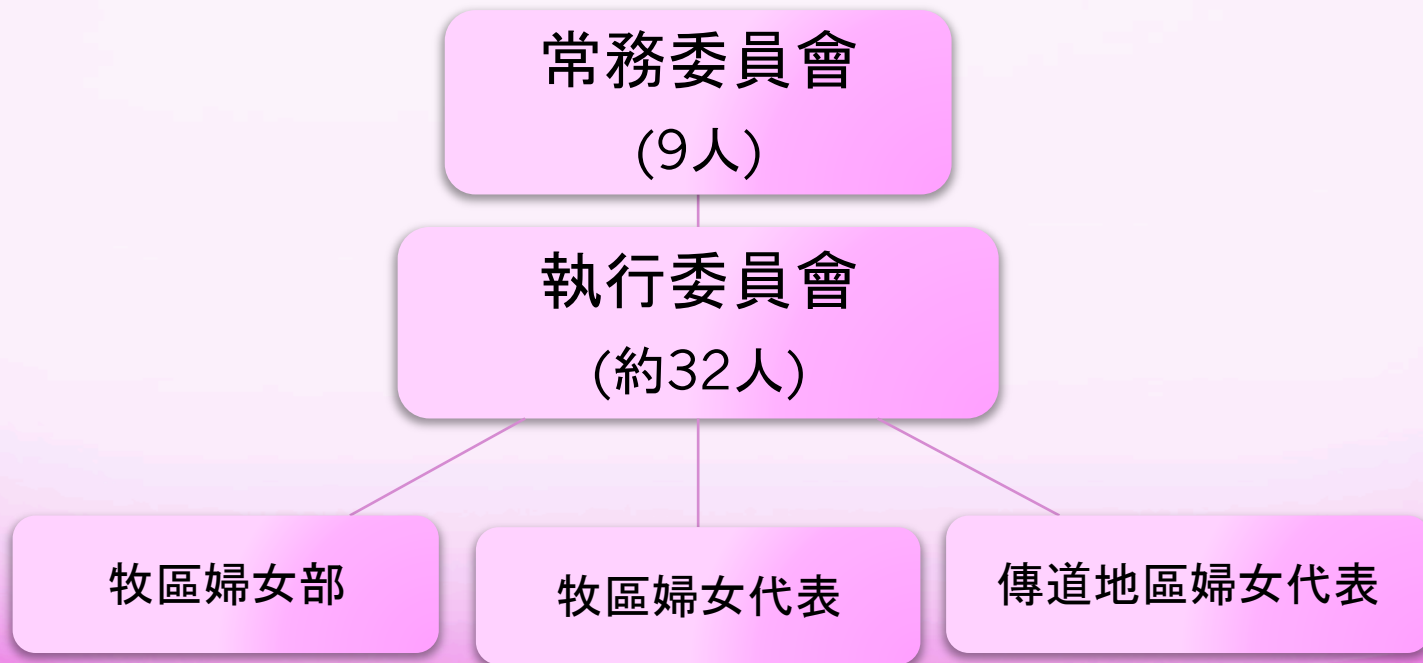 常務委員會
(9人)
執行委員會
(約32人)
牧區婦女部
牧區婦女代表
傳道地區婦女代表